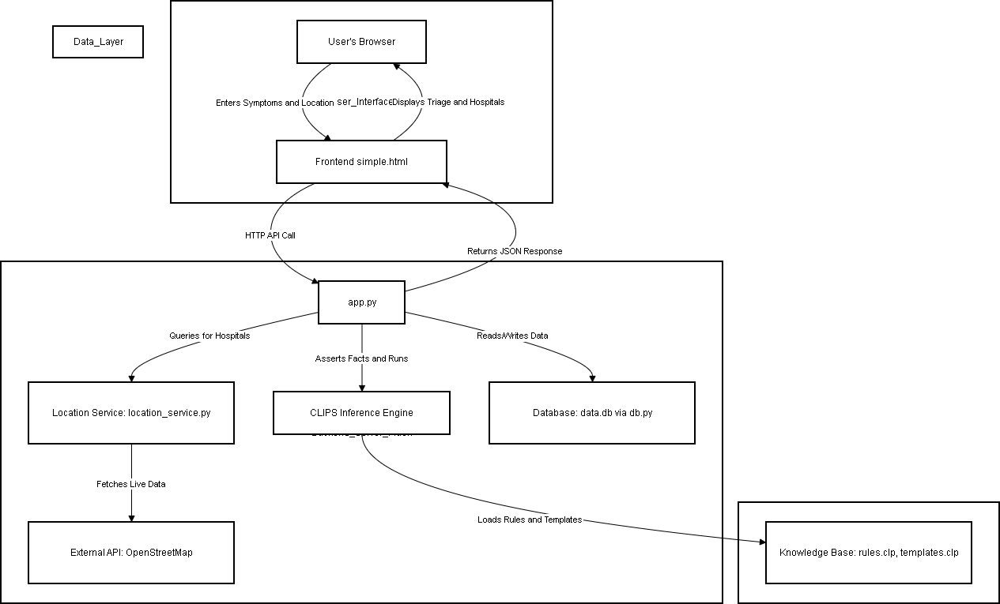 User's Browser
Data_Layer
Enters Symptoms and Location
ser_Interface
Displays Triage and Hospitals
Frontend simple.html
HTTP API Call
Returns JSON Response
app.py
Queries for Hospitals
Reads/Writes Data
Asserts Facts and Runs
Location Service: location_service.py
CLIPS Inference Engine
Database: data.db via db.py
Fetches Live Data
Loads Rules and Templates
External API: OpenStreetMap
Knowledge Base: rules.clp, templates.clp